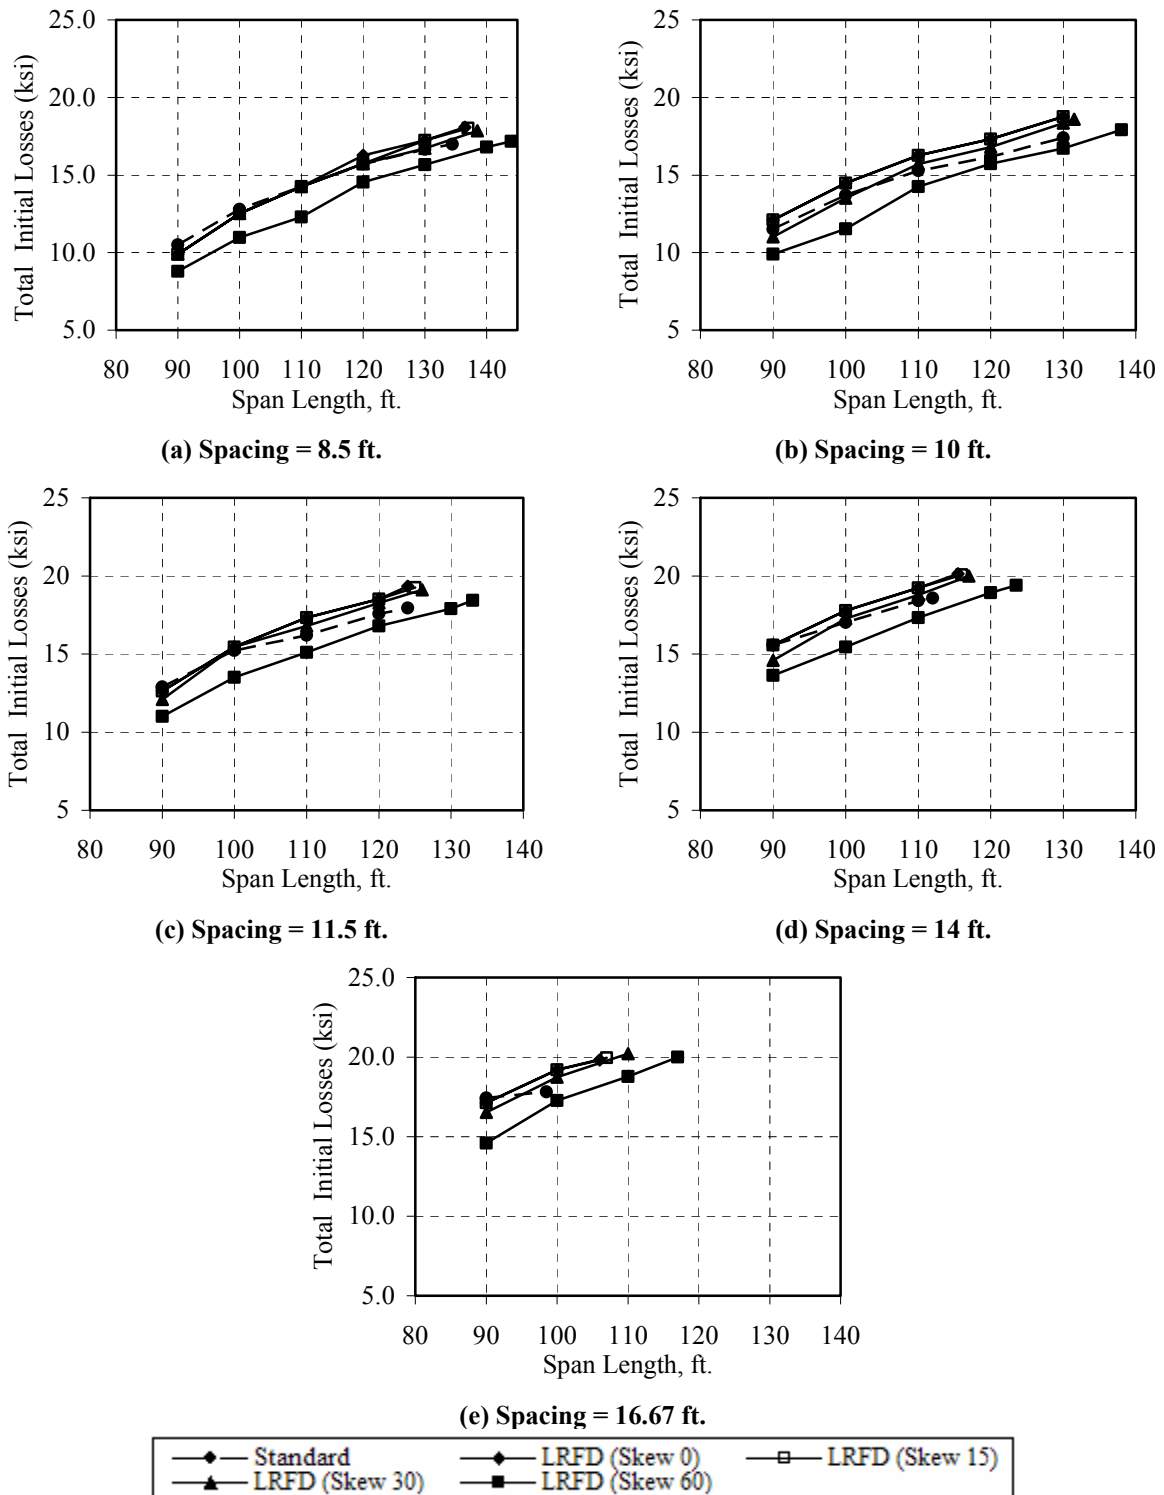 Total Initial Losses (ksi)
25.0
20.0
15.0
10.0
5.0
80 90 100 110 120 130 140
Span Length, ft.
(a) Spacing = 8.5 ft.
Total Initial Losses (ksi)
25
20
15
10
5
80 90 100 110 120 130 140
Span Length, ft.
(b) Spacing = 10 ft.
Total Initial Losses (ksi)
25
20
15
10
5
80 90 100 110 120 130 140
Span Length, ft.
(c) Spacing = 11.5 ft.
Total Initial Losses (ksi)
25
20
15
10
5
80 90 100 110 120 130 140
Span Length, ft.
(d) Spacing = 14 ft.
Total Initial Losses (ksi)
25.0
20.0
15.0
10.0
5.0
80 90 100 110 120 130 140
Span Length, ft.
(e) Spacing = 16.67 ft.
Standard LRFD (Skew 0) LRFD (Skew 15)
LRFD (Skew 30) LRFD (Skew 60)